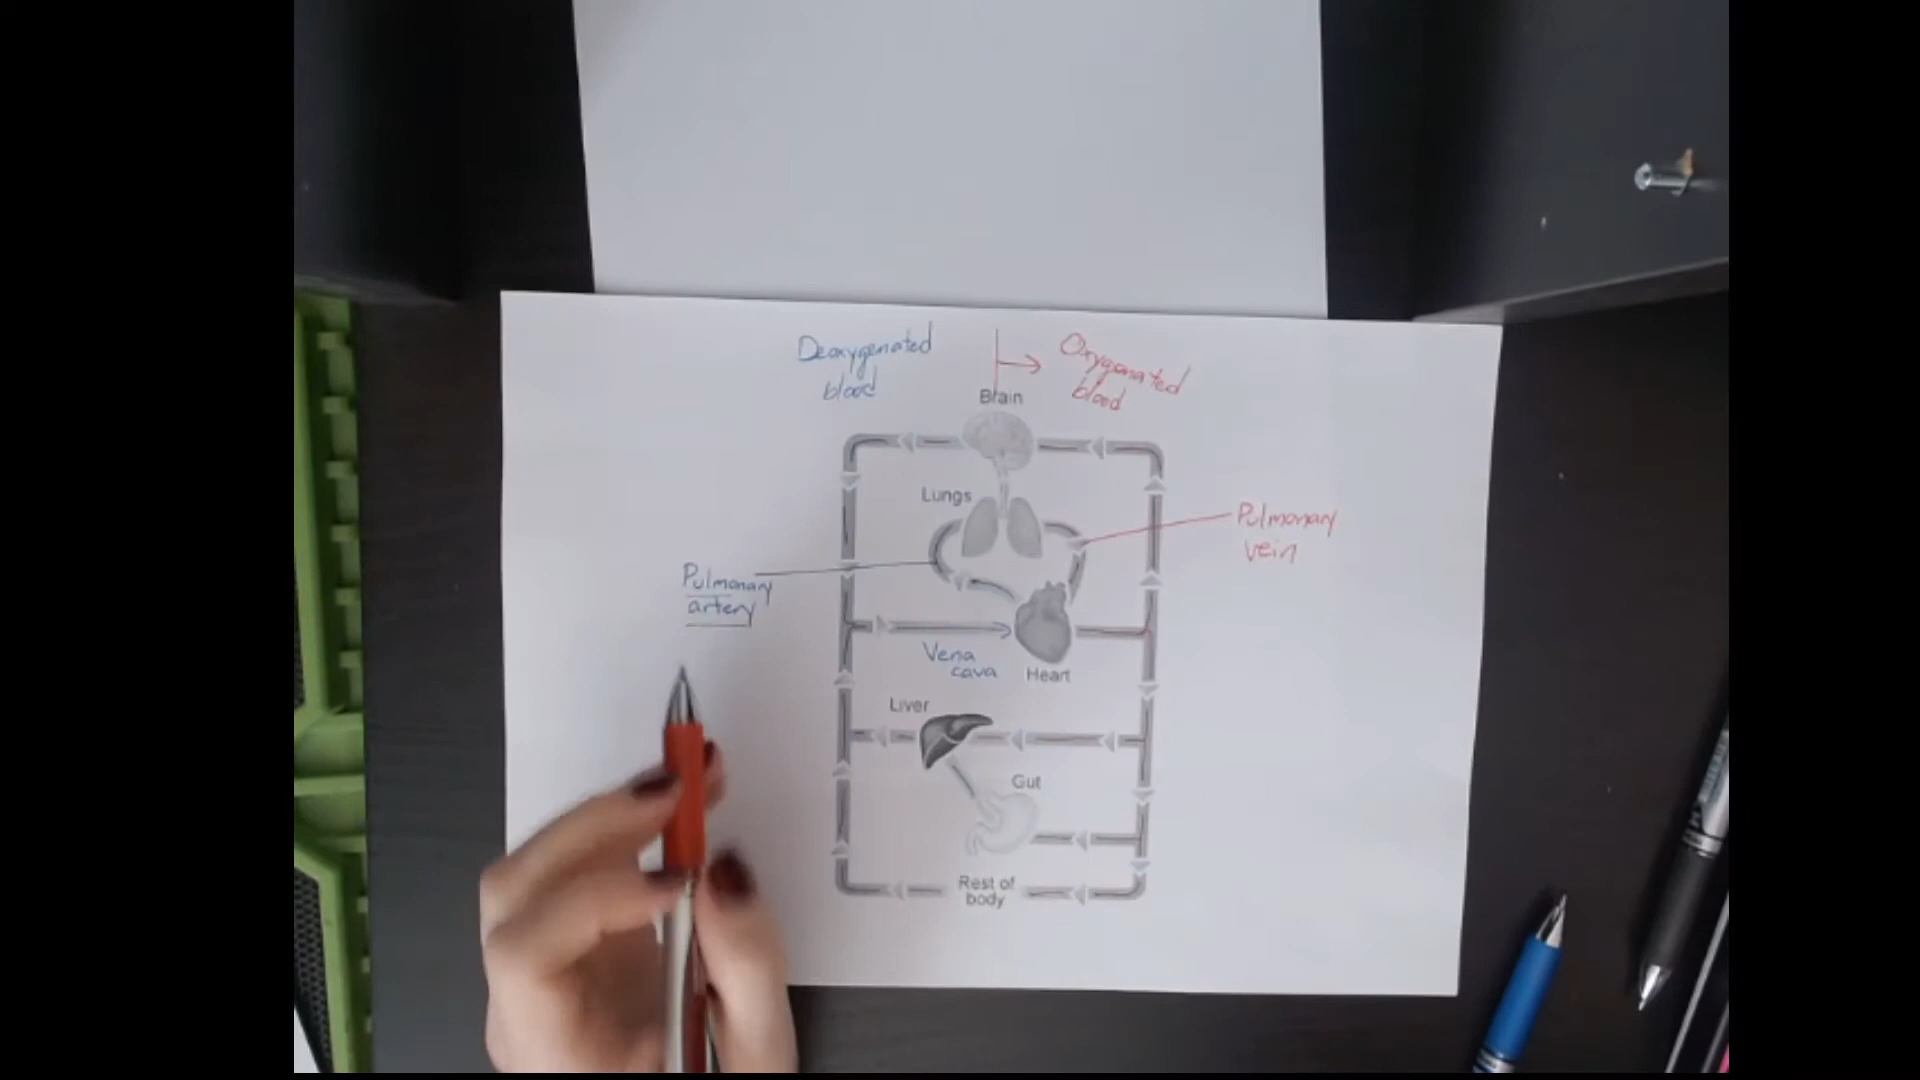 Deoxygenated
blood
Oxygenated
blood
Brain
Lungs
Pulmonary
vein
Pulmonary
artery
Vena
cava
Heart
Liver
Gut
Rest of
body